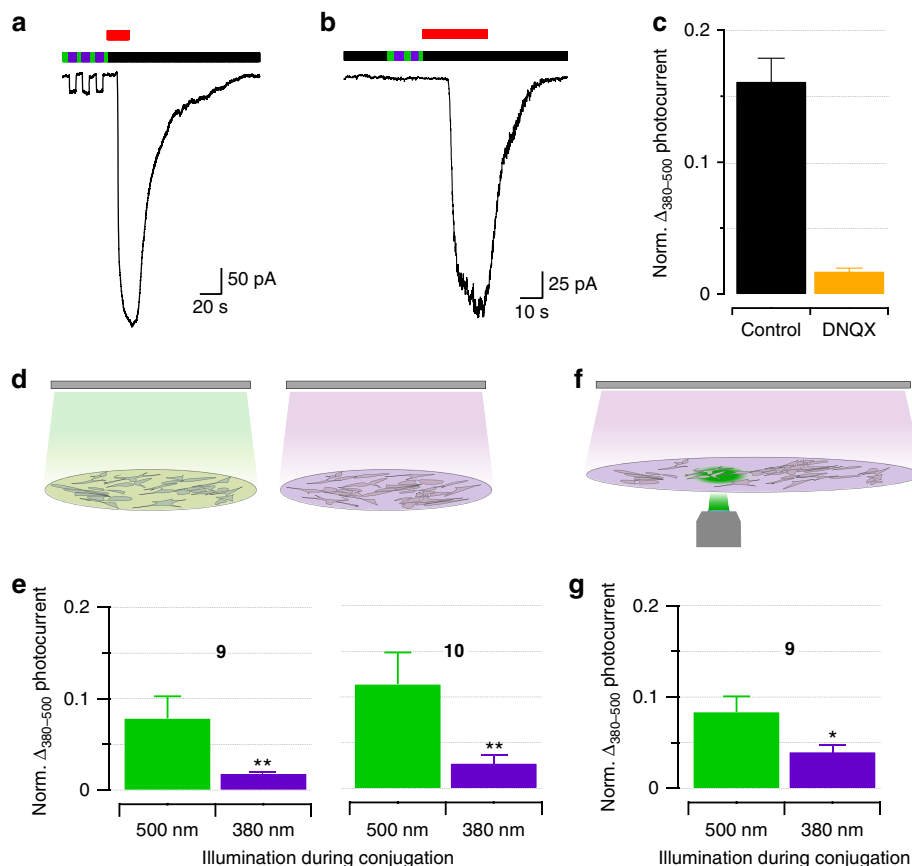 a
b
c
50 pA
20 s
25 pA
10 s
Norm. Δ380–500 photocurrent
0.2
0.1
0
Control DNQX
d
f
e
g
Norm. Δ380–500 photocurrent
0.2
0.1
0
9
**
500 nm 380 nm
10
**
500 nm 380 nm
Illumination during conjugation
Norm. Δ380–500 photocurrent
0.2
0.1
0
9
*
500 nm 380 nm
Illumination during conjugation